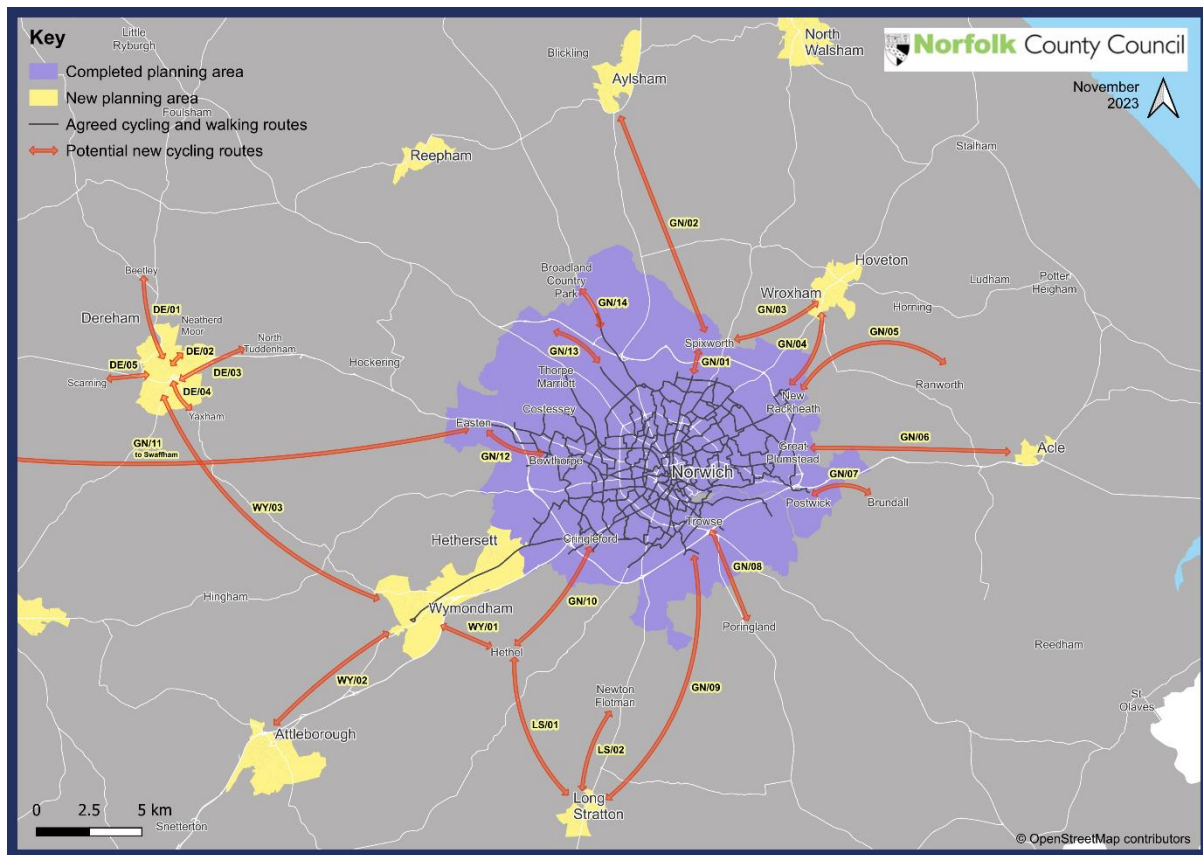 Key
Completed planning area
New planning area
Agreed cycling and walking routes
Potential new cycling routes
Norfolk County Council
November
2023
Little
Ryburgh
Foulsham
Blickling
Aylsham
North
Walsham
Reepham
Stalham
GN/02
Beetley
DE/01
Dereham
Neatherd
Moor
DE/02
North
Tuddenham
DE/03
DE/05
Scarning
DE/04
Yaxham
Hockering
Broadland
Country
Park
GN/14
GN/13
Thorpe
Marriott
Costessey
Spixworth
GN/01
GN/03
Wroxham
Hoveton
GN/04
GN/05
Horning
Ludham
Potter
Heigham
Ranworth
New
Rackheath
GN/11
to Swaffham
Easton
GN/12
Bowthorpe
Norwich
Great
Plumstead
GN/06
Acle
GN/07
Postwick
Brundall
WY/03
Hethersett
Cringleford
Trowse
GN/08
Hingham
Wymondham
GN/10
WY/01
Hethel
Poringland
Reedham
WY/02
GN/09
Newton
Flotman
St
Olaves
Attleborough
LS/01
LS/02
Long
Stratton
Snetterton
0 2.5 5 km
© OpenStreetMap contributors